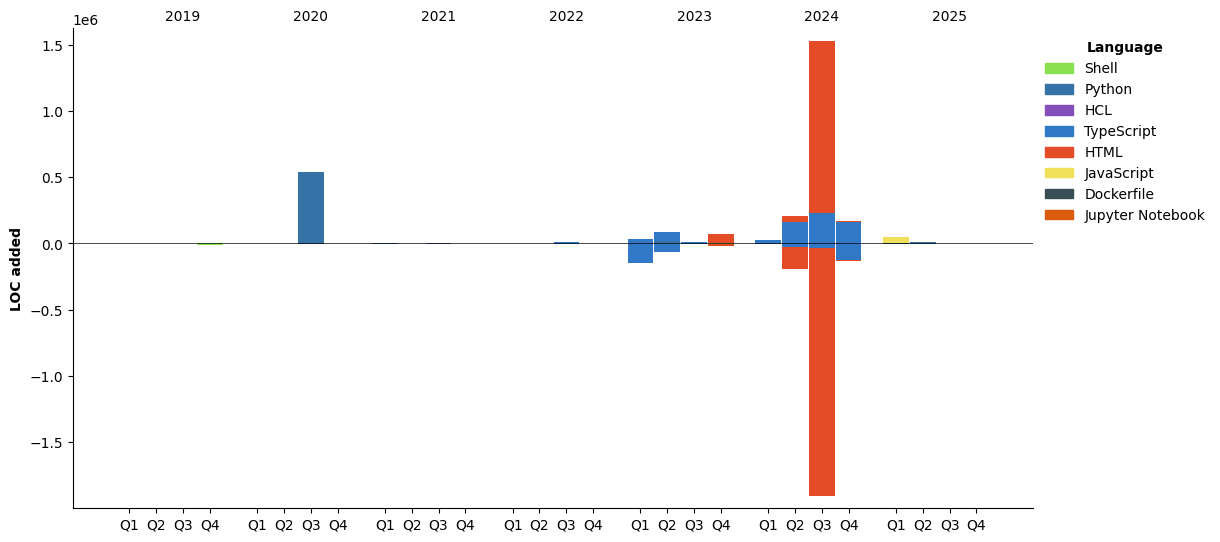 1e6
2019 2020 2021 2022 2023 2024 2025
1.5
1.0
0.5
0.0
−0.5
−1.0
−1.5
LOC added
Q1 Q2 Q3 Q4 Q1 Q2 Q3 Q4 Q1 Q2 Q3 Q4 Q1 Q2 Q3 Q4 Q1 Q2 Q3 Q4 Q1 Q2 Q3 Q4 Q1 Q2 Q3 Q4
Language
Shell
Python
HCL
TypeScript
HTML
JavaScript
Dockerfile
Jupyter Notebook